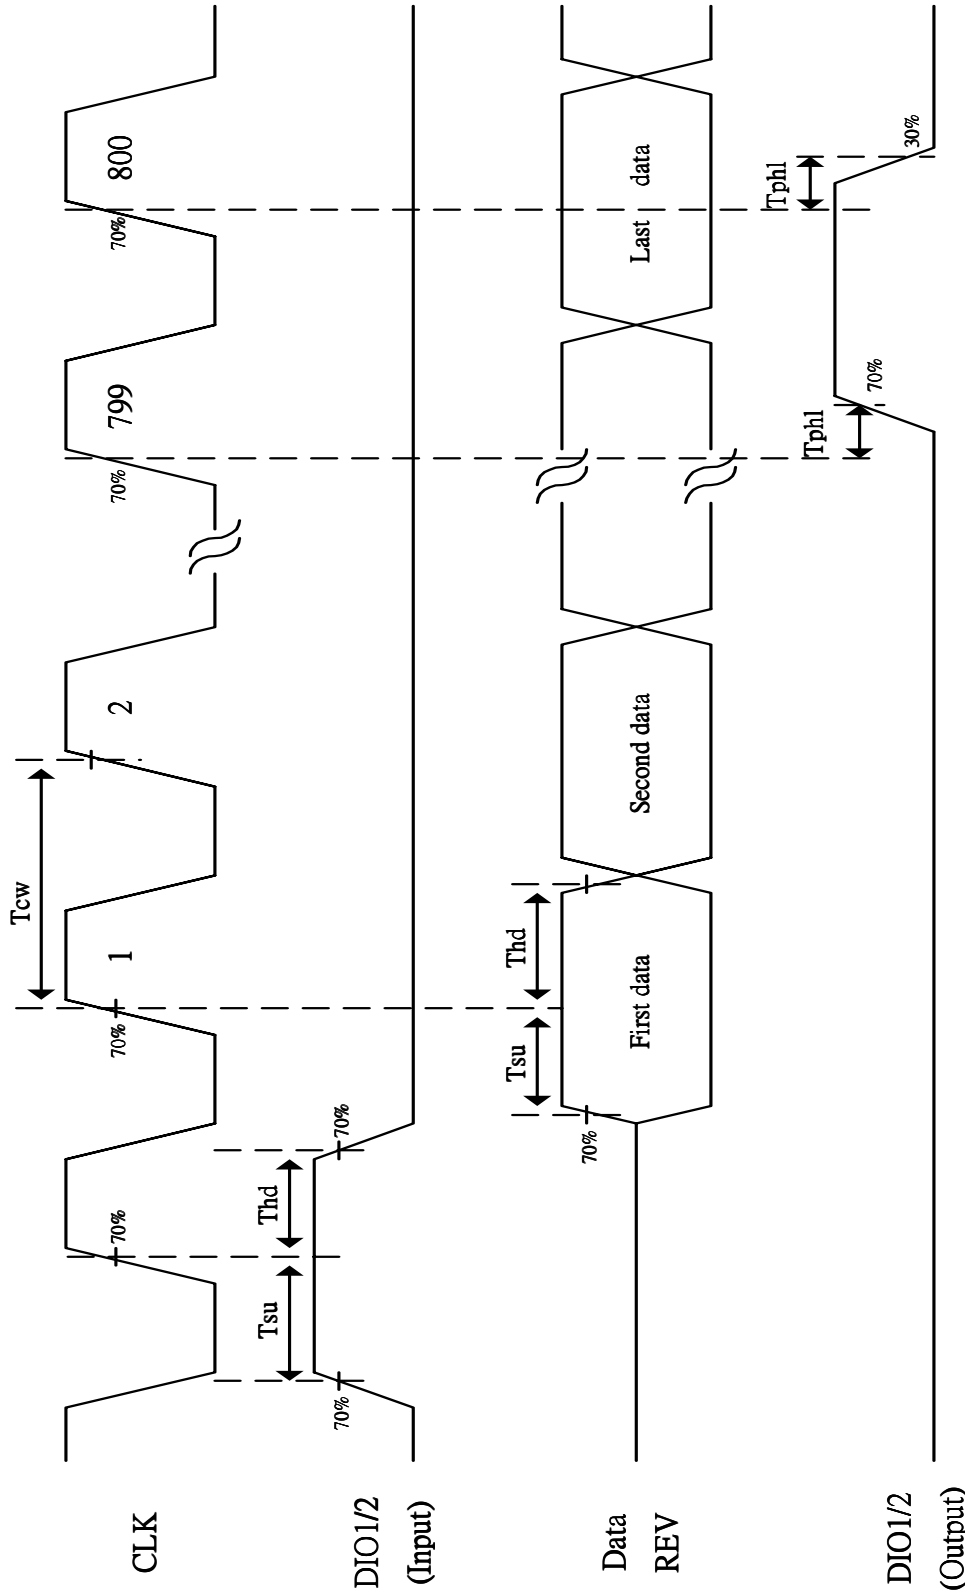 Tcw
CLK
70%
70%
1
2
70%
799
70%
800
DIO1/2
(Input)
70%
Tsu
Thd
70%
Data
REV
70%
Tsu
Thd
First data
Second data
Last data
DIO1/2
(Output)
Tphl
70%
Tphl
30%